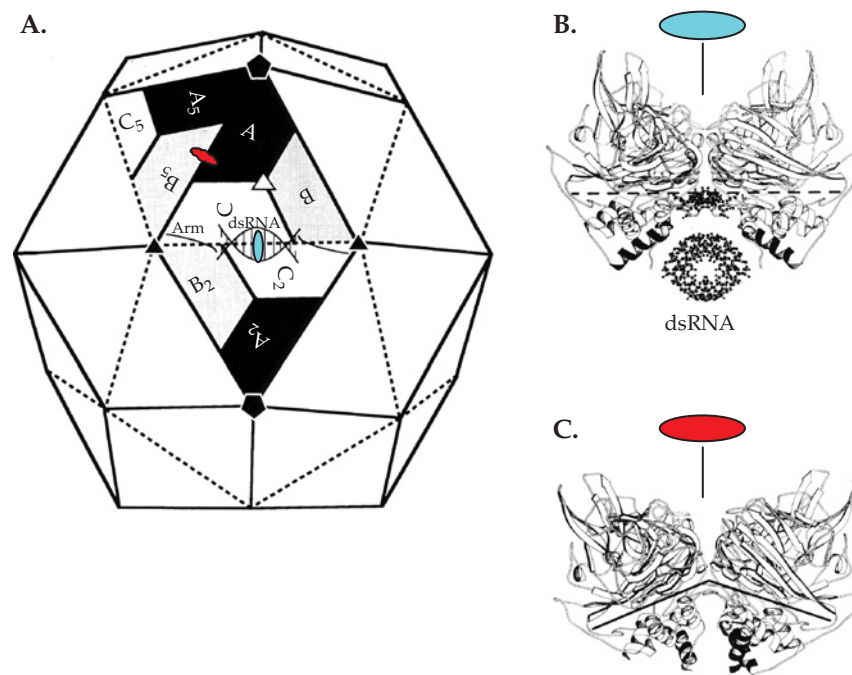 A.
A₅
C₅
A
B₅
B
Arm
C
dsRNA
B₂
C₂
A₂
B.
dsRNA
C.